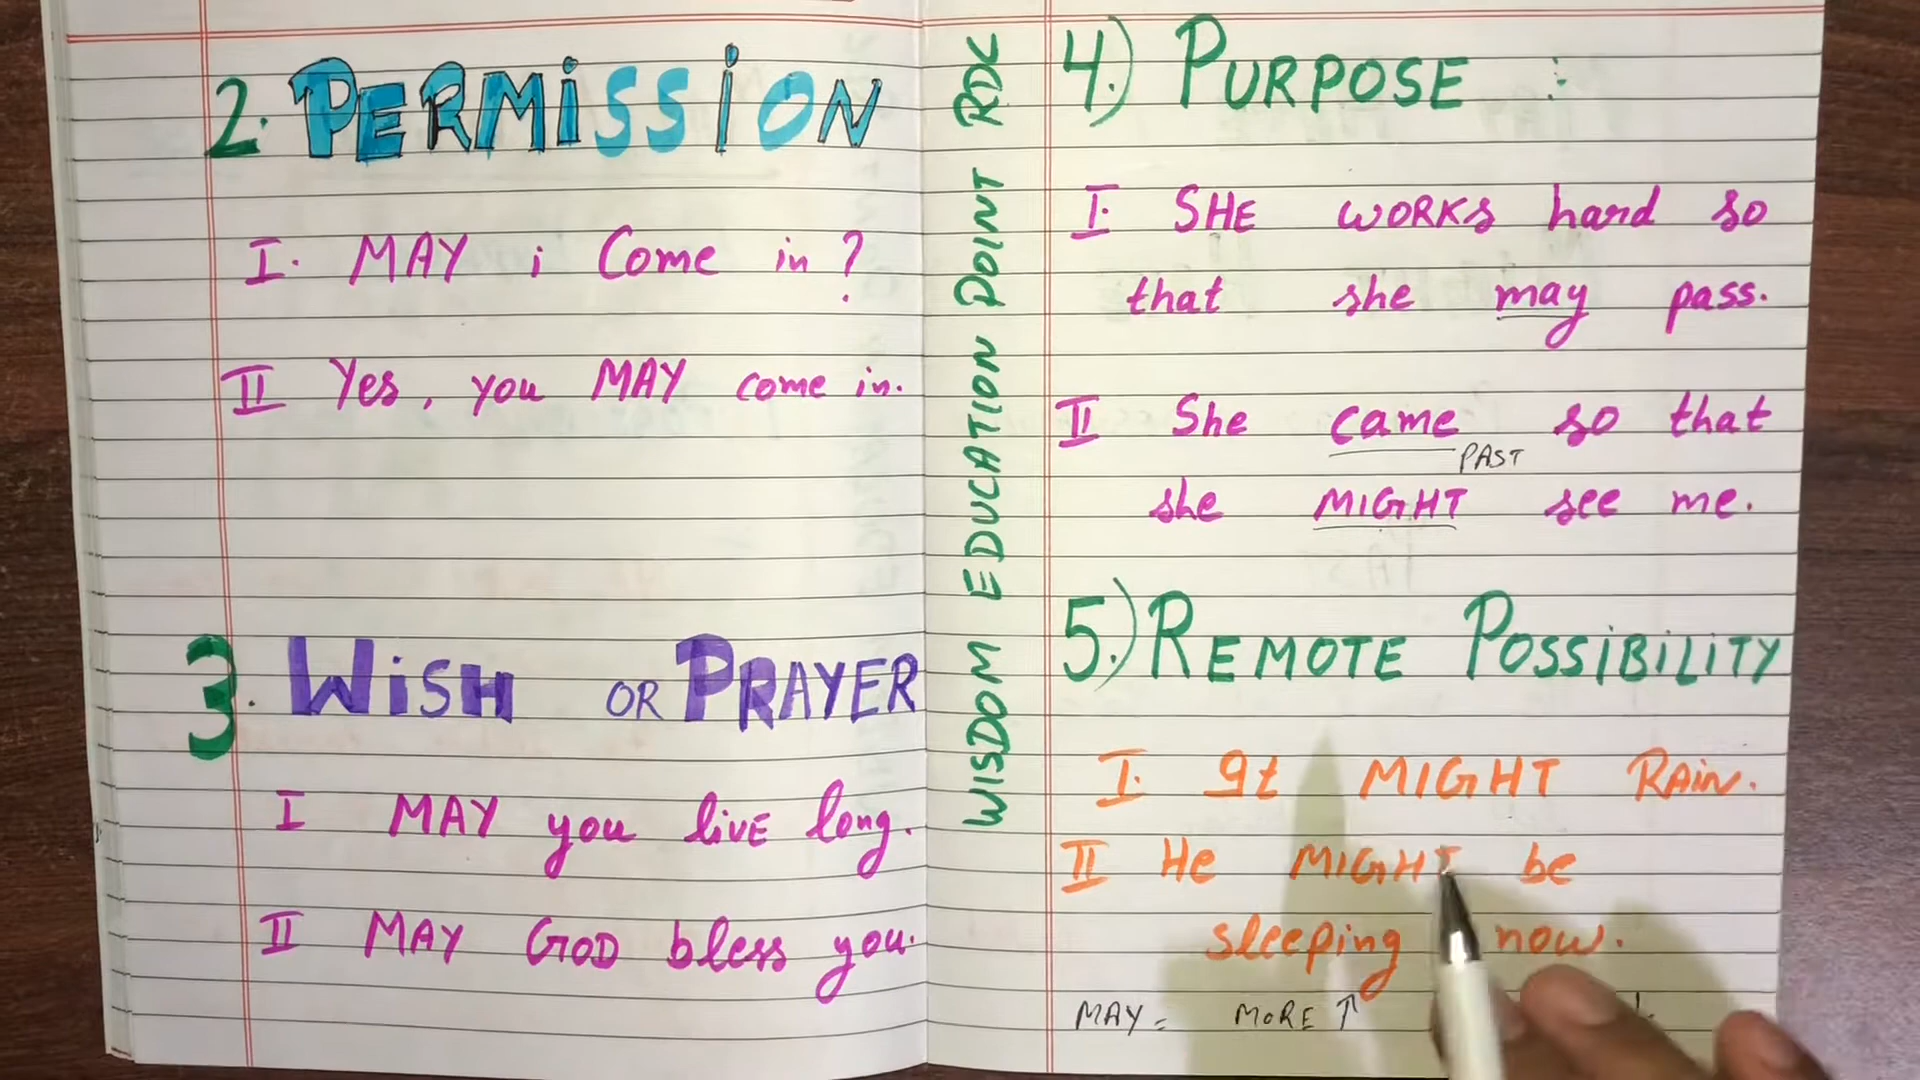 2. PERMiSSiON
I. MAY i Come in ?
II Yes, you MAY come in.
3. WiSH OR PRAYER
I MAY you livE long.
II MAY GOD bless you.
WISDOM EDUCATION POINT RDK
4.) PURPOSE :-
I. SHE WORKs hard so
that she may pass.
II She came so that
PAST
she MIGHT see me.
5.) REMOTE POSSiBiLiTY
I. It MIGHT RAiN.
II He MIGHT be
sleeping now.
MAY = MoRE ↑